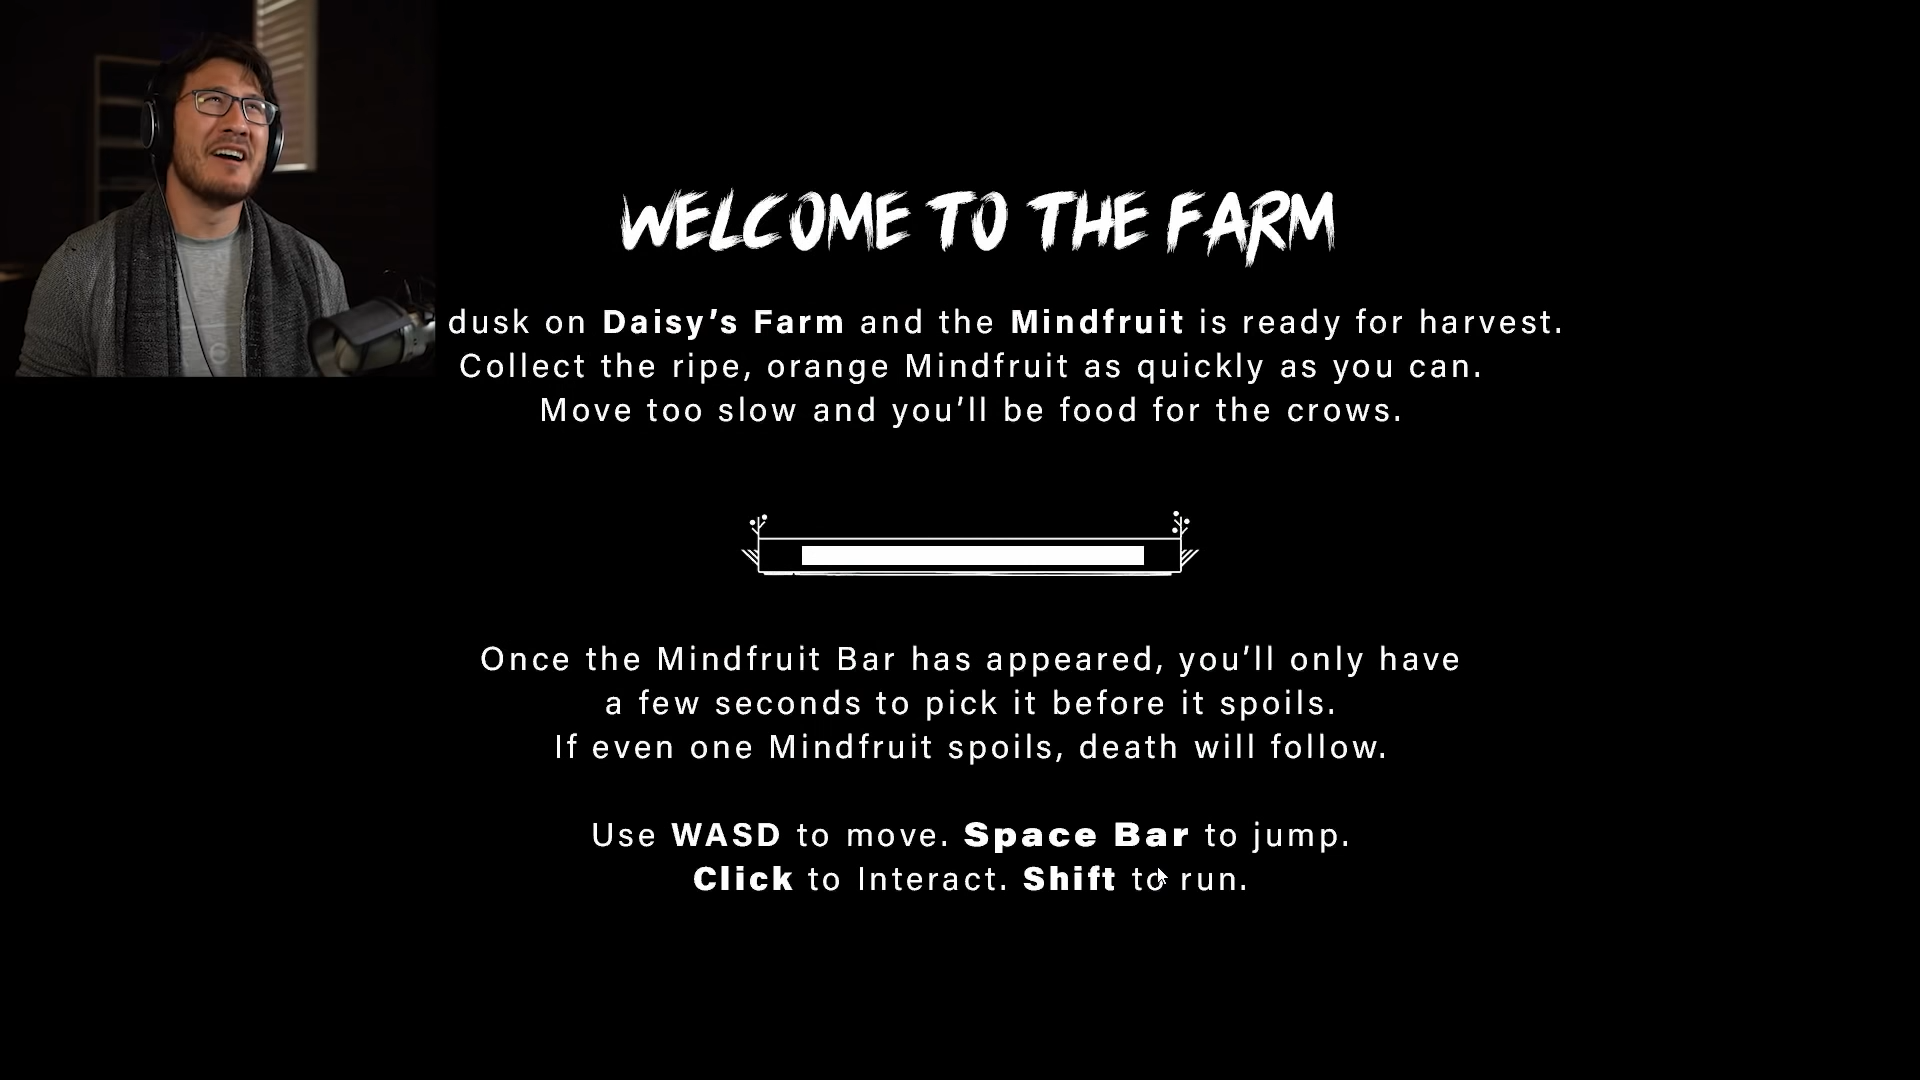 WELCOME TO THE FARM
dusk on Daisy’s Farm and the Mindfruit is ready for harvest.
Collect the ripe, orange Mindfruit as quickly as you can.
Move too slow and you’ll be food for the crows.
Once the Mindfruit Bar has appeared, you’ll only have
a few seconds to pick it before it spoils.
If even one Mindfruit spoils, death will follow.
Use WASD to move. Space Bar to jump.
Click to Interact. Shift to run.